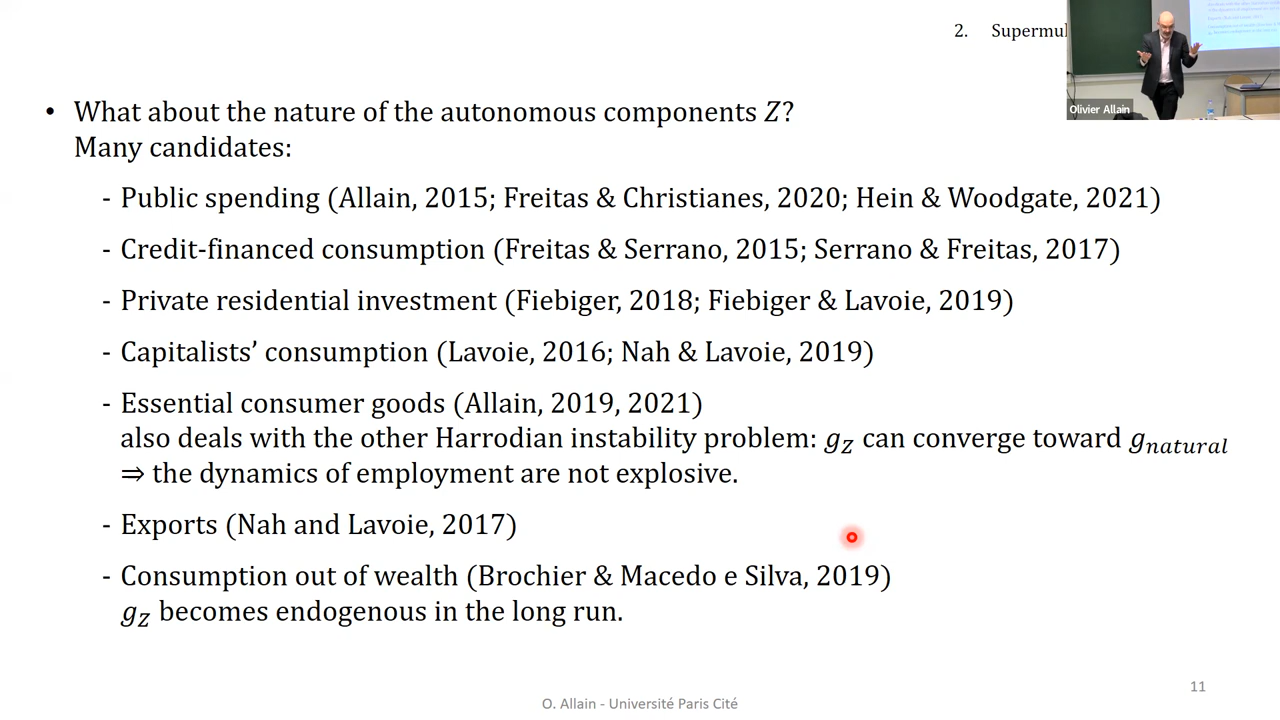 2. Supermul
Olivier Allain
• What about the nature of the autonomous components Z?
Many candidates:
- Public spending (Allain, 2015; Freitas & Christianes, 2020; Hein & Woodgate, 2021)
- Credit-financed consumption (Freitas & Serrano, 2015; Serrano & Freitas, 2017)
- Private residential investment (Fiebiger, 2018; Fiebiger & Lavoie, 2019)
- Capitalists’ consumption (Lavoie, 2016; Nah & Lavoie, 2019)
- Essential consumer goods (Allain, 2019, 2021)
also deals with the other Harrodian instability problem: g_Z can converge toward g_natural
⇒ the dynamics of employment are not explosive.
- Exports (Nah and Lavoie, 2017)
- Consumption out of wealth (Brochier & Macedo e Silva, 2019)
g_Z becomes endogenous in the long run.
11
O. Allain - Université Paris Cité